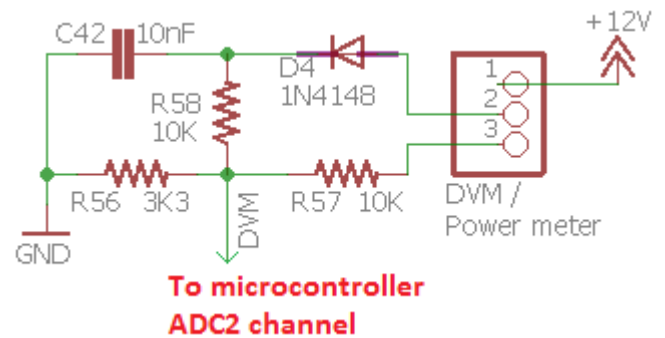 +12V
C42 10nF
D4
1N4148
R58
10K
1
2
3
R56 3K3
DVM
R57 10K
DVM /
Power meter
GND
To microcontroller
ADC2 channel